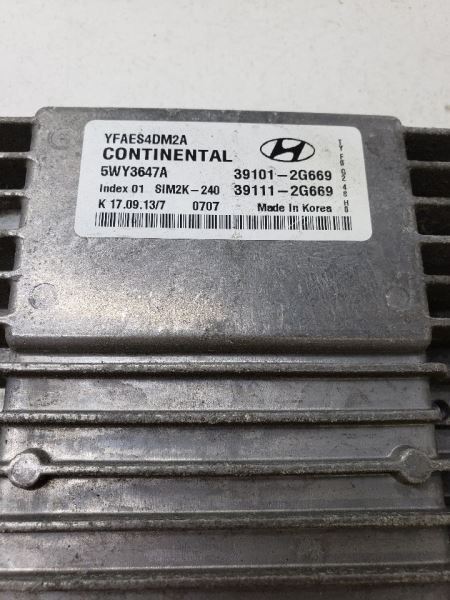 YFAES4DM2A
CONTINENTAL
5WY3647A 39101-2G669
Index 01 SIM2K-240 39111-2G669
K 17.09.13/7 0707 Made in Korea